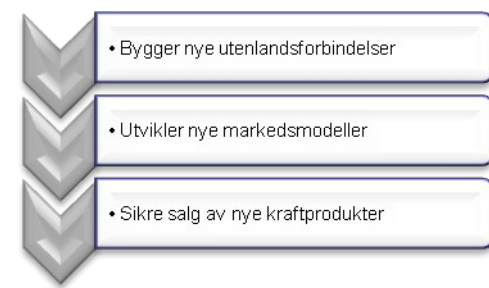 • Bygger nye utenlandsforbindelser
• Utvikler nye markedsmodeller
• Sikre salg av nye kraftprodukter